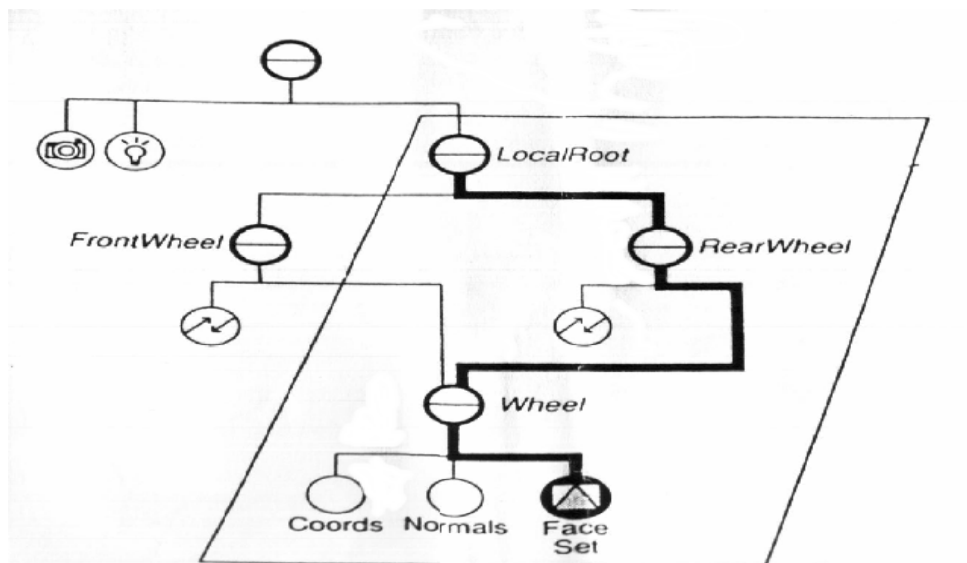 LocalRoot
FrontWheel
RearWheel
Wheel
Coords
Normals
Face
Set